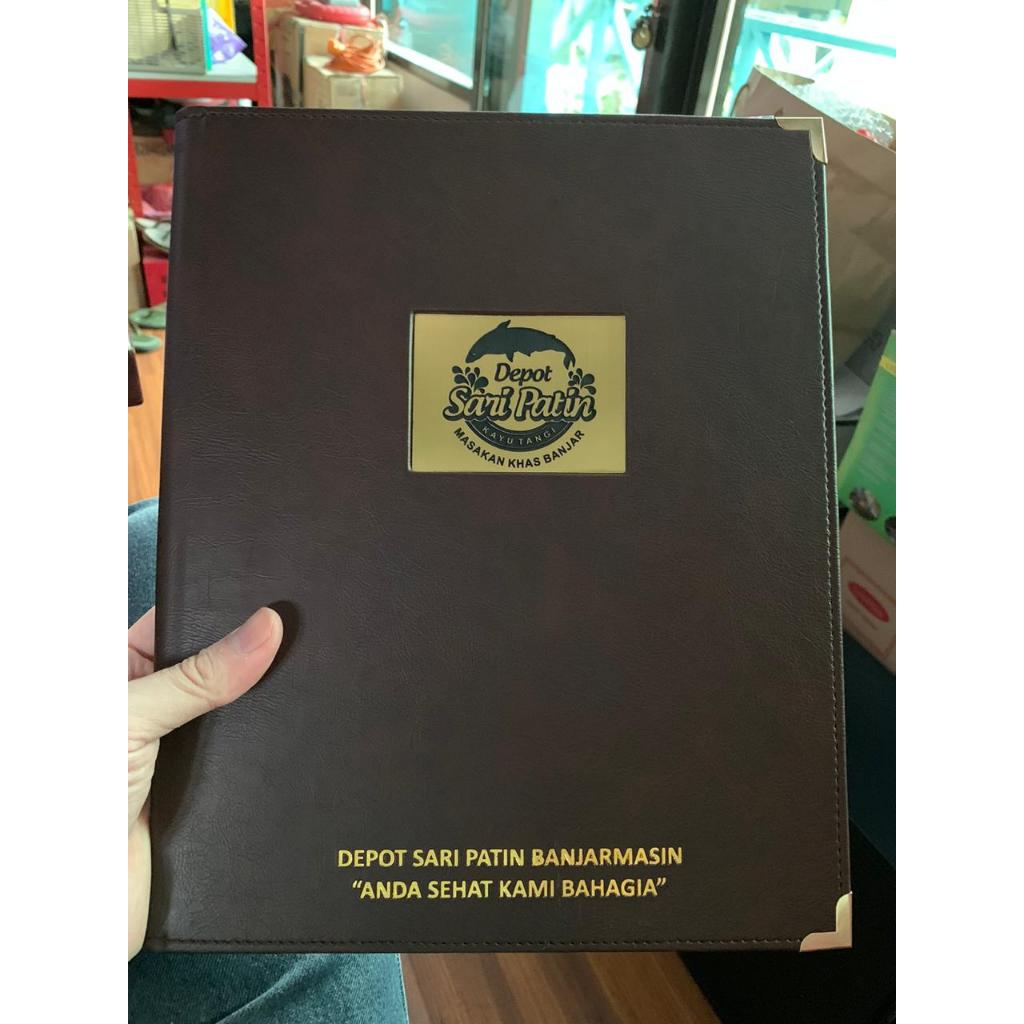 Depot
Sari Patin
KAYU TANGI
MASAKAN KHAS BANJAR
DEPOT SARI PATIN BANJARMASIN
“ANDA SEHAT KAMI BAHAGIA”